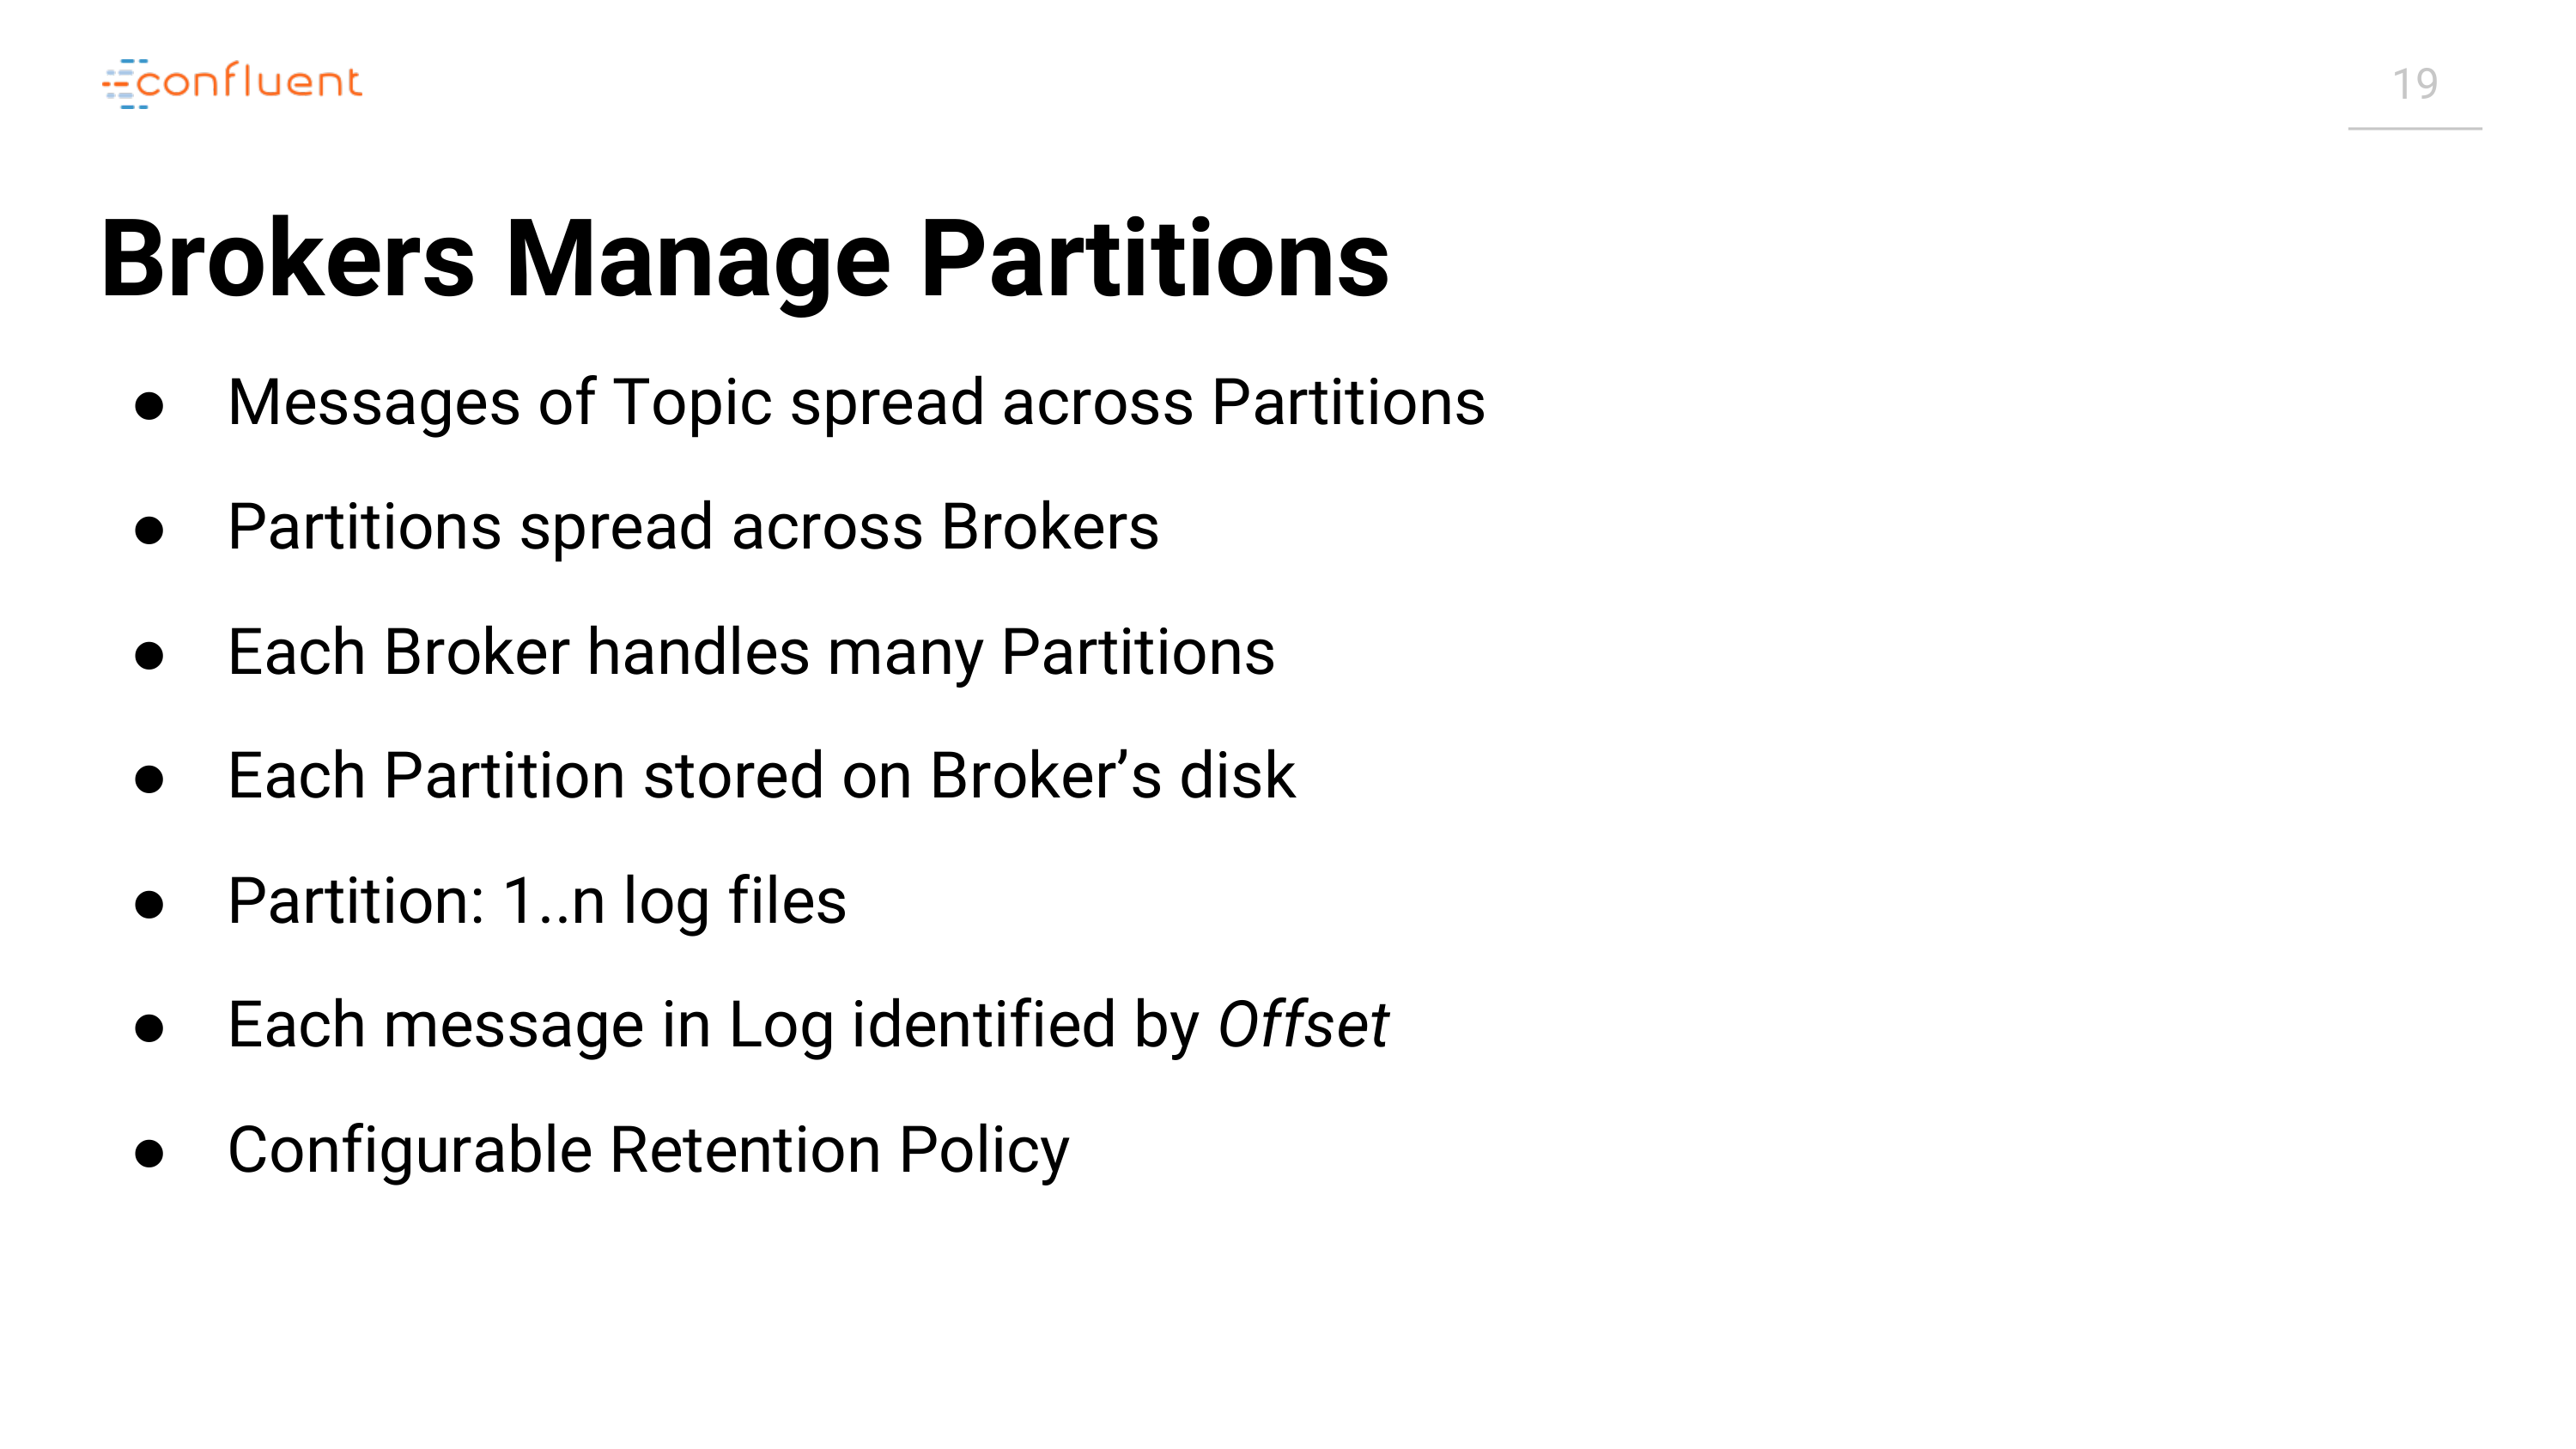 confluent
19
Brokers Manage Partitions
● Messages of Topic spread across Partitions
● Partitions spread across Brokers
● Each Broker handles many Partitions
● Each Partition stored on Broker’s disk
● Partition: 1..n log files
● Each message in Log identified by Offset
● Configurable Retention Policy